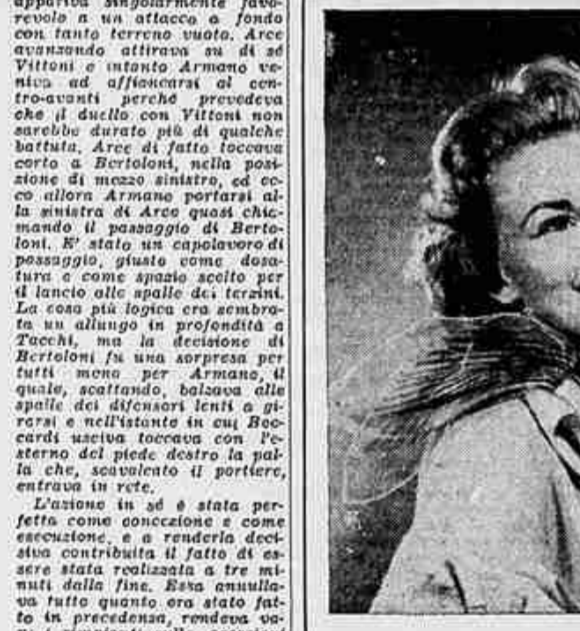 appariva singolarmente favo-
revole a un attacco a fondo
con tanto terreno vuoto. Arce
avanzando attirava su di sé
Vittoni e intanto Armano ve-
niva ad affiancarsi al cen-
tro-avanti perché prevedeva
che il duello con Vittoni non
sarebbe durato più di qualche
battuta. Arce di fatto toccava
corto a Bertoloni, nella posi-
zione di mezzo sinistro, ed ec-
co allora Armano portarsi al-
la sinistra di Arce quasi chia-
mando il passaggio di Berto-
loni. E' stato un capolavoro di
passaggio, giusto come dosa-
tura e come spazio scelto per
il lancio alle spalle dei terzini.
La cosa più logica era sembra-
ta un allungo in profondità a
Tacchi, ma la decisione di
Bertoloni fu una sorpresa per
tutti meno per Armano, il
quale, scattando, balzava alle
spalle dei difensori lenti a gi-
rarsi e nell'istante in cui Boc-
cardi usciva toccava con l'e-
sterno del piede destro la pal-
la che, scavalcato il portiere,
entrava in rete.
L'azione in sé è stata per-
fetta come concezione e come
esecuzione, e a renderla deci-
siva contribuita il fatto di es-
sere stata realizzata a tre mi-
nuti dalla fine. Essa annulla-
va tutto quanto era stato fat-
to in precedenza, rendeva va-